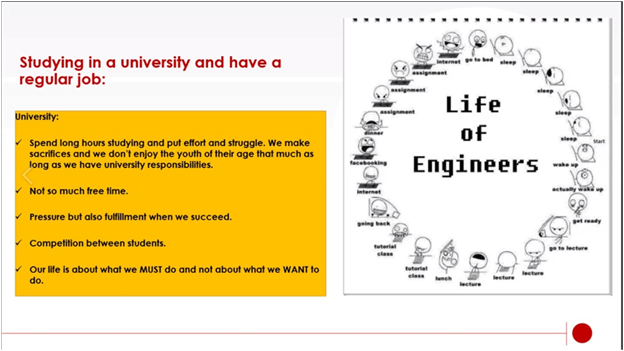 Studying in a university and have a
regular job:
University:
✓ Spend long hours studying and put effort and struggle. We make
sacrifices and we don't enjoy the youth of their age that much as
long as we have university responsibilities.
✓ Not so much free time.
✓ Pressure but also fulfillment when we succeed.
✓ Competition between students.
✓ Our life is about what we MUST do and not about what we WANT to
do.
Life
of
Engineers
Start
wake up
actually wake up
get ready
go to lecture
lecture
lecture
lecture
lunch
tutorial
class
tutorial
class
going back
internet
facebooking
dinner
assignment
assignment
assignment
internet
go to bed
sleep
sleep
sleep
sleep
sleep